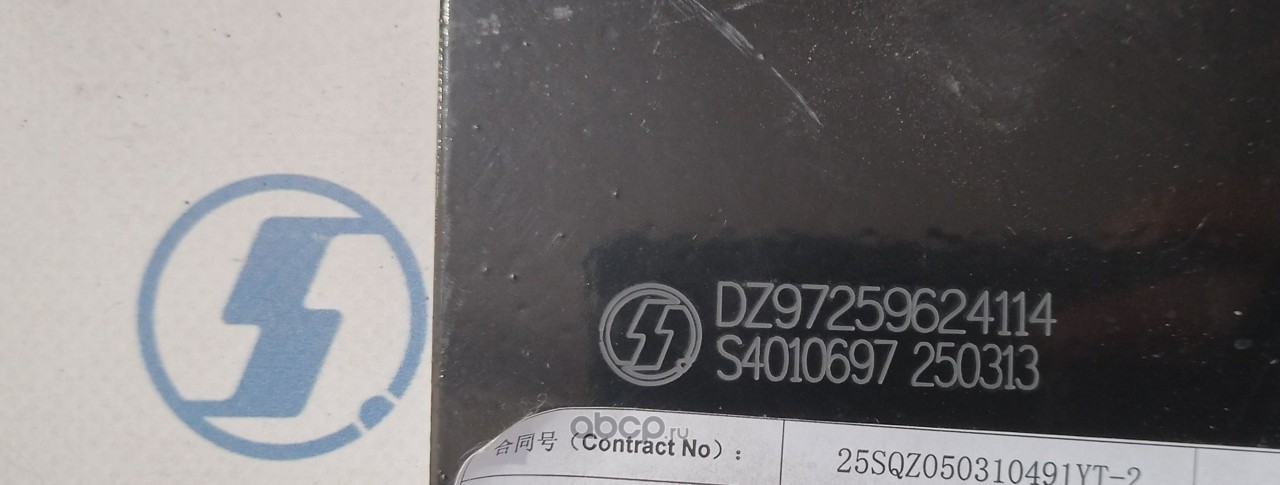 DZ97259624114
S4010697 250313
abcp.ru
合同号（Contract No）：
25SQZ050310491YT-2